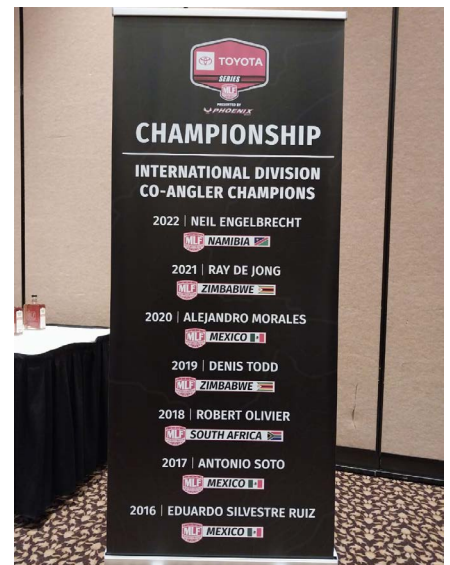 TOYOTA
SERIES
MLF
PRESENTED BY
PHOENIX
CHAMPIONSHIP
INTERNATIONAL DIVISION
CO-ANGLER CHAMPIONS
2022 | NEIL ENGELBRECHT
MLF NAMIBIA
2021 | RAY DE JONG
MLF ZIMBABWE
2020 | ALEJANDRO MORALES
MLF MEXICO
2019 | DENIS TODD
MLF ZIMBABWE
2018 | ROBERT OLIVIER
MLF SOUTH AFRICA
2017 | ANTONIO SOTO
MLF MEXICO
2016 | EDUARDO SILVESTRE RUIZ
MLF MEXICO